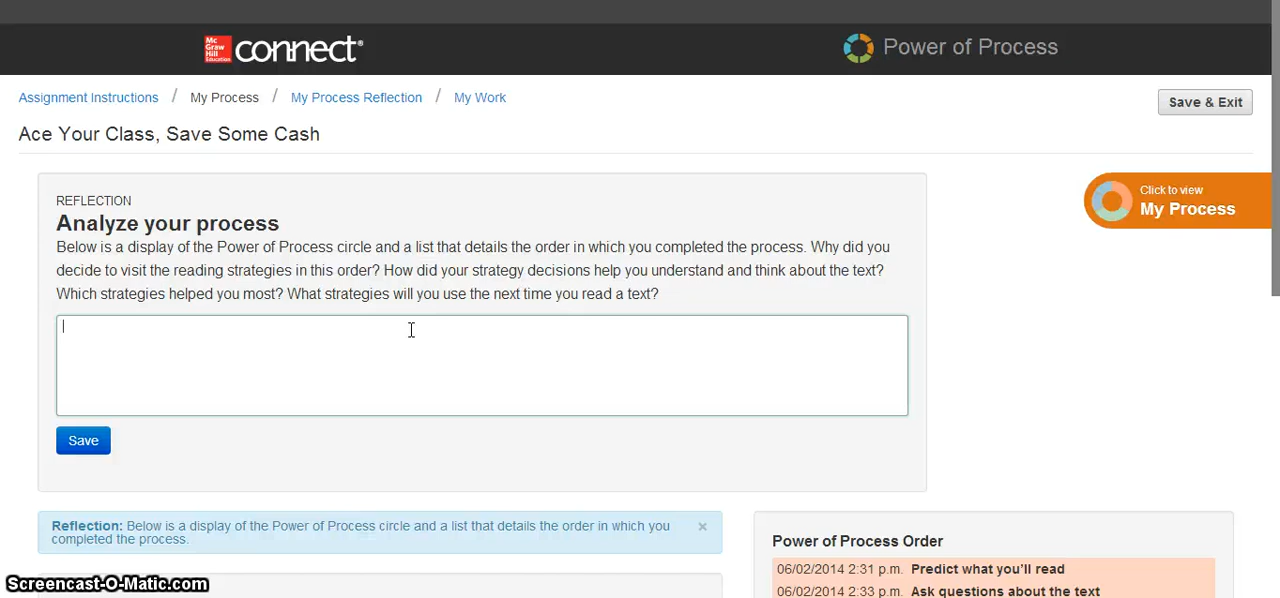 Mc Graw Hill Education connect®
Power of Process
Assignment Instructions / My Process / My Process Reflection / My Work
Save & Exit
Ace Your Class, Save Some Cash
Click to view
My Process
REFLECTION
Analyze your process
Below is a display of the Power of Process circle and a list that details the order in which you completed the process. Why did you
decide to visit the reading strategies in this order? How did your strategy decisions help you understand and think about the text?
Which strategies helped you most? What strategies will you use the next time you read a text?
Save
Reflection: Below is a display of the Power of Process circle and a list that details the order in which you
completed the process.
×
Power of Process Order
06/02/2014 2:31 p.m. Predict what you'll read
06/02/2014 2:33 p.m. Ask questions about the text
Screencast-O-Matic.com